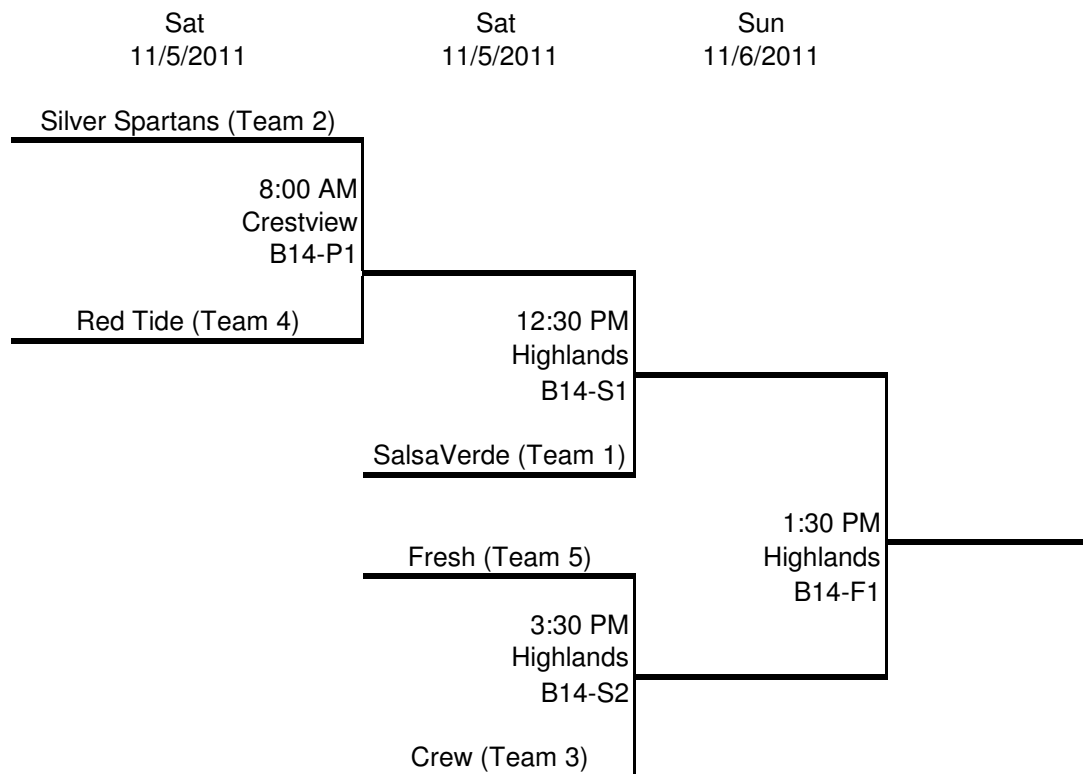 Sat
11/5/2011
Sat
11/5/2011
Sun
11/6/2011
Silver Spartans (Team 2)
8:00 AM
Crestview
B14-P1
Red Tide (Team 4)
12:30 PM
Highlands
B14-S1
SalsaVerde (Team 1)
Fresh (Team 5)
1:30 PM
Highlands
B14-F1
3:30 PM
Highlands
B14-S2
Crew (Team 3)